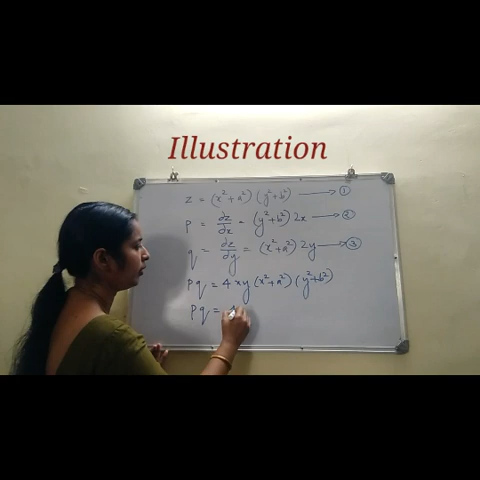 Illustration
z = (x² + a²) (y² + b²) ⟶ ①
p = ∂z/∂x = (y² + b²) 2x ⟶ ②
q = ∂z/∂y = (x² + a²) 2y ⟶ ③
pq = 4xy (x² + a²) (y² + b²)
pq = 4